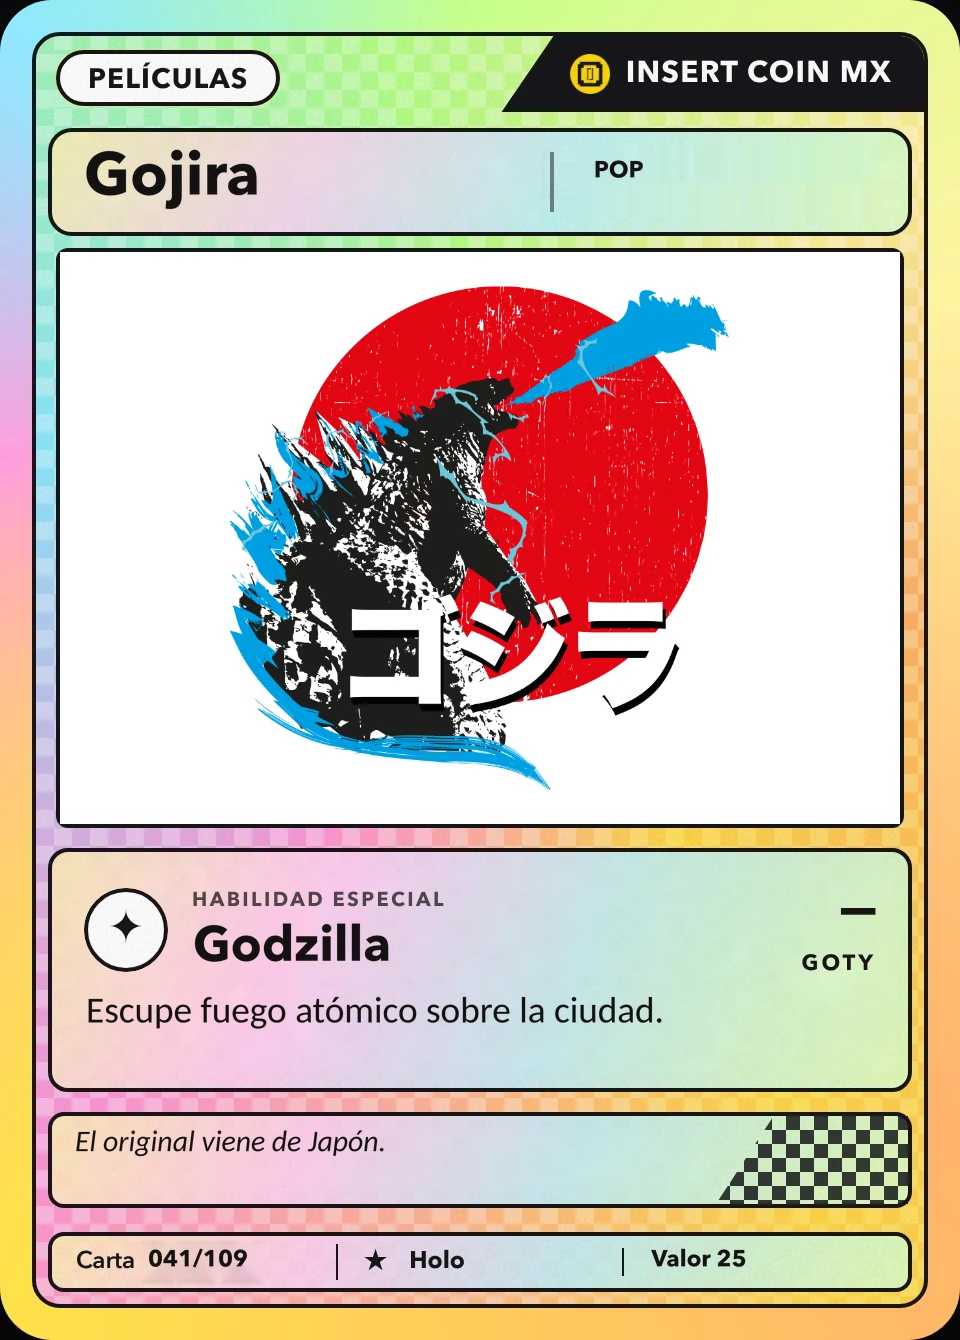 PELÍCULAS
INSERT COIN MX
Gojira
POP
ゴジラ
HABILIDAD ESPECIAL
Godzilla
—
GOTY
Escupe fuego atómico sobre la ciudad.
El original viene de Japón.
Carta 041/109
★ Holo
Valor 25